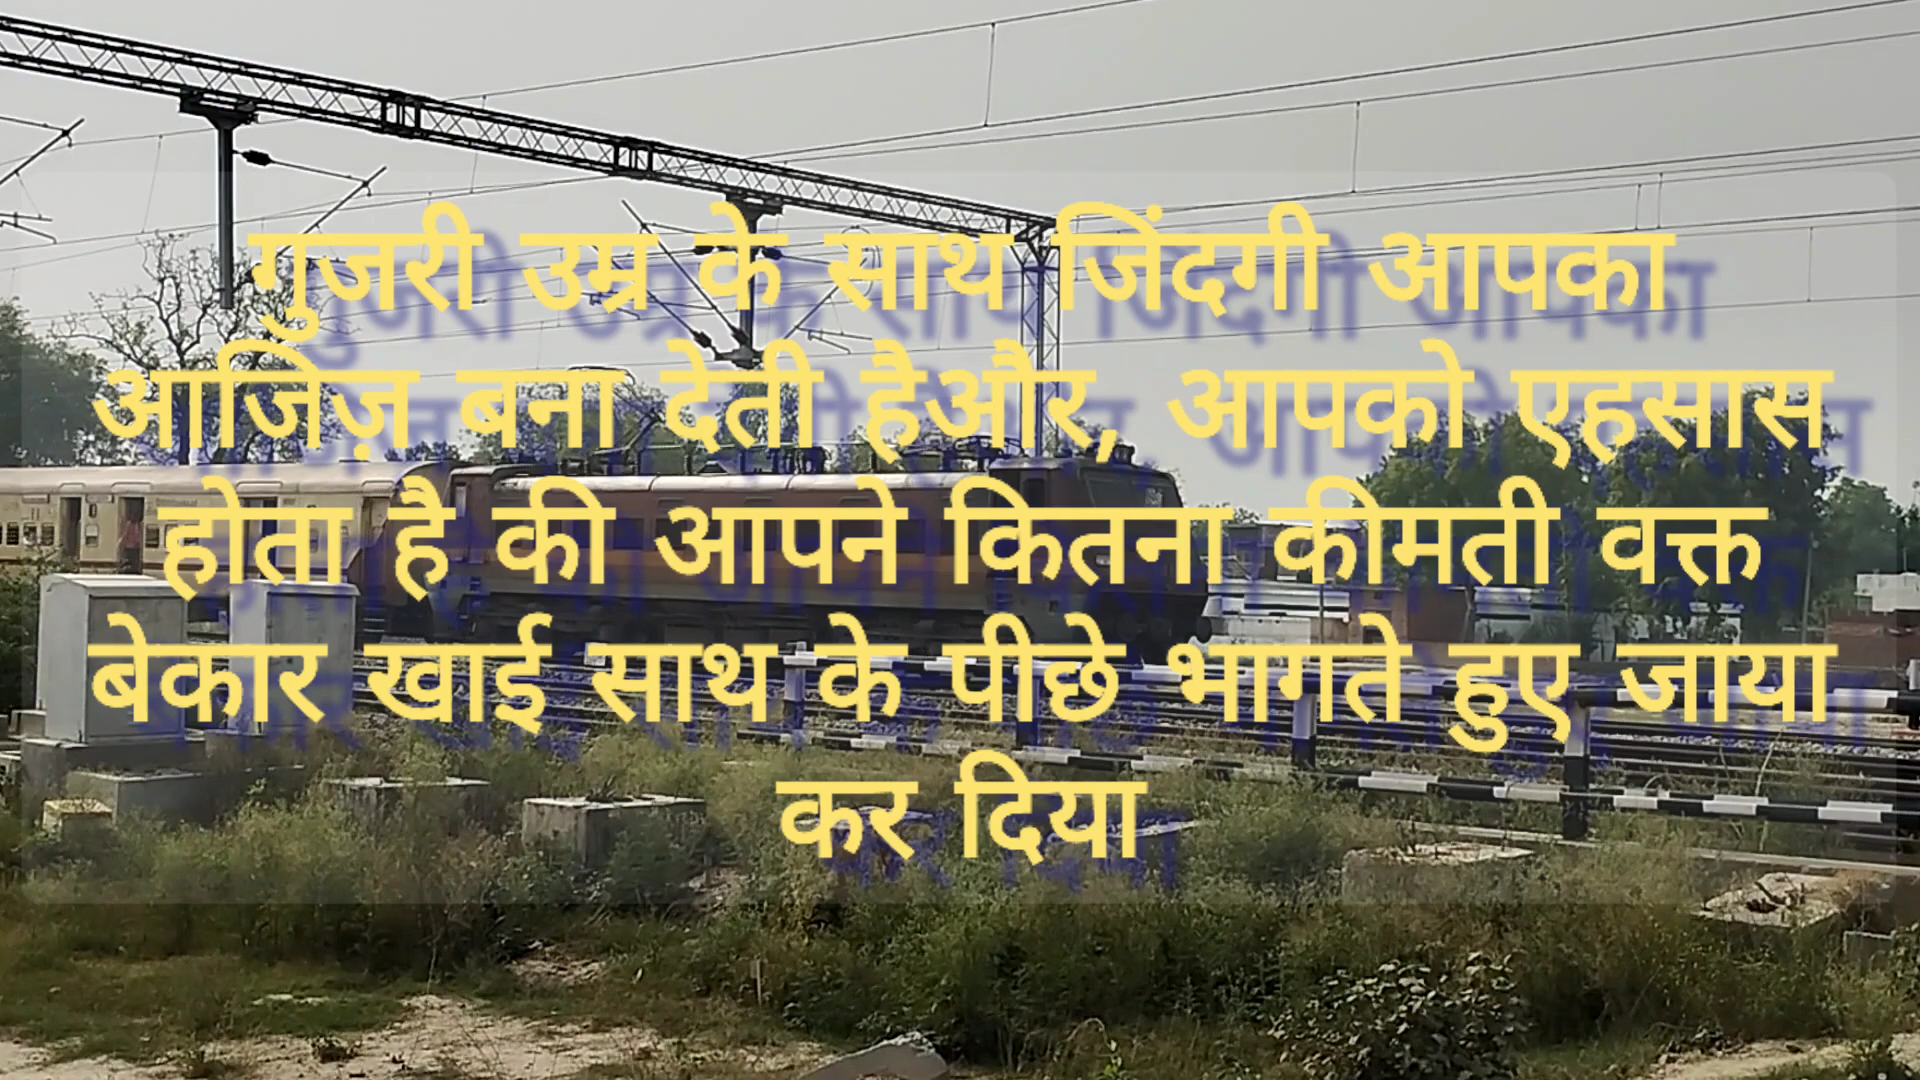 गुजरी उम्र के साथ जिंदगी आपका
आजिज़ बना देती हैऔर, आपको एहसास
होता है की आपने कितना कीमती वक्त
बेकार खाई साथ के पीछे भागते हुए जाया
कर दिया